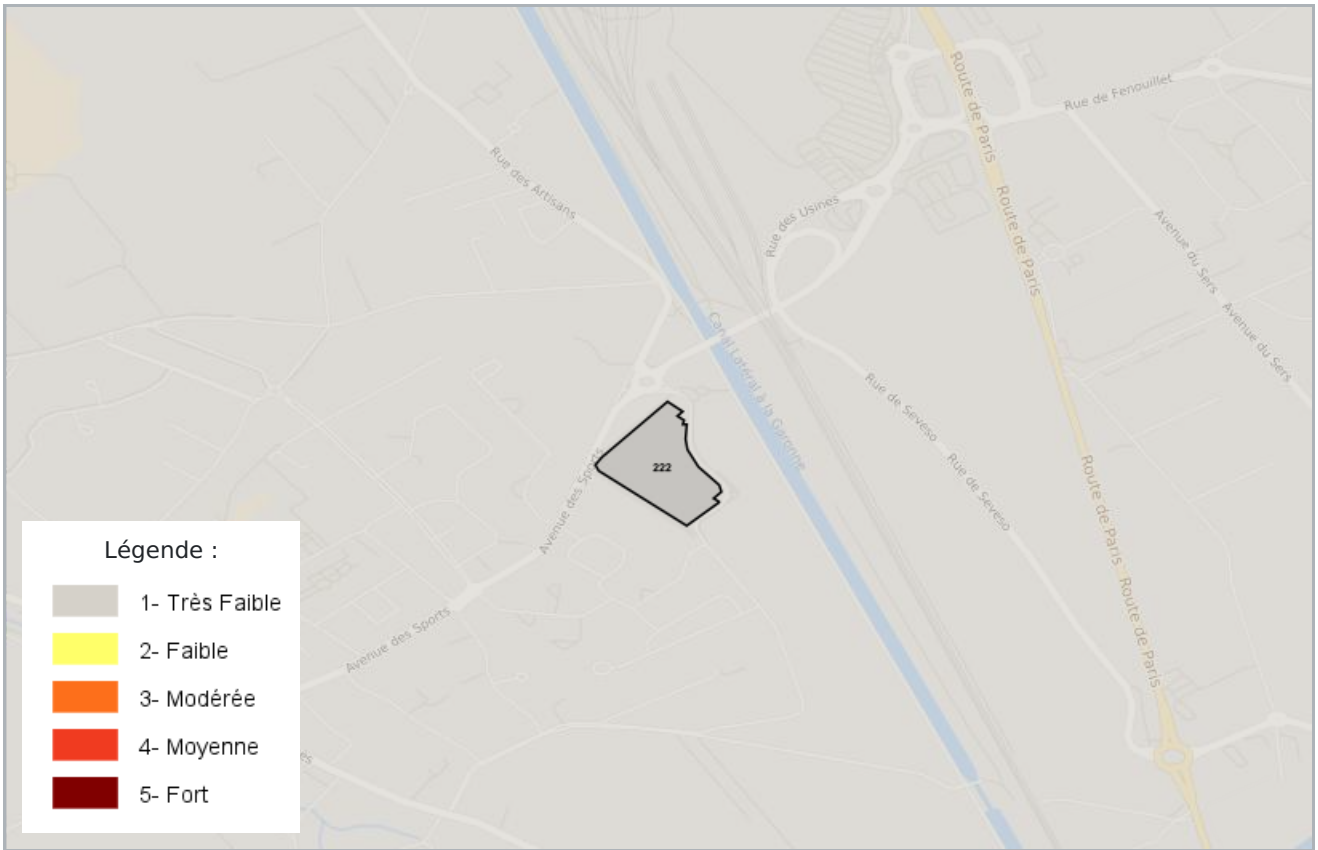 Route de Paris
Rue de Fenouillet
Rue des Artisans
Route de Paris
Rue des Usines
Avenue du Sers
Avenue du Sers
Canal Latéral à la Garonne
Rue de Seveso
222
Rue de Seveso
Avenue des Sports
Route de Paris
Route de Paris
Avenue des Sports
Légende :
1- Très Faible
2- Faible
3- Modérée
4- Moyenne
5- Fort